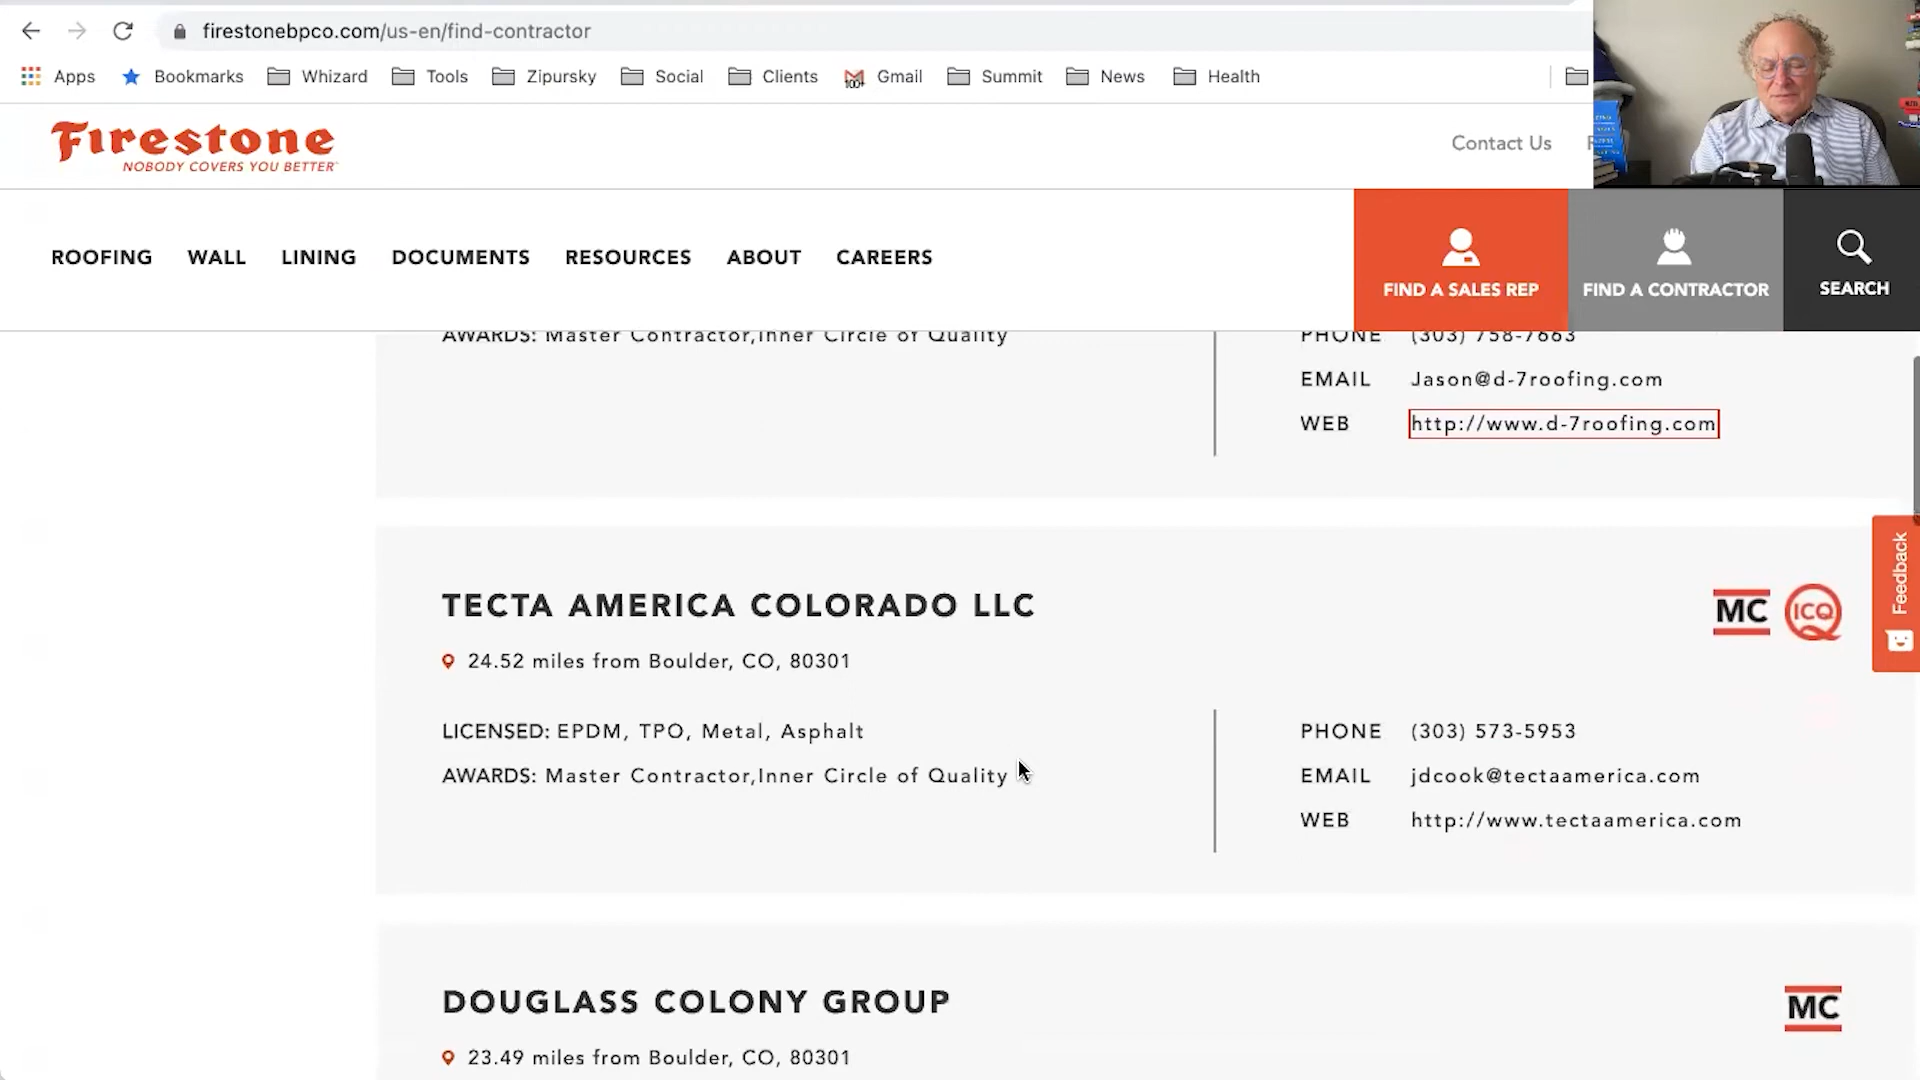 firestonebpco.com/us-en/find-contractor
Apps Bookmarks Whizard Tools Zipursky Social Clients 100+ Gmail Summit News Health
Firestone
NOBODY COVERS YOU BETTER
Contact Us
ROOFING WALL LINING DOCUMENTS RESOURCES ABOUT CAREERS
FIND A SALES REP FIND A CONTRACTOR SEARCH
AWARDS: Master Contractor,Inner Circle of Quality
PHONE (303) 758-7663
EMAIL Jason@d-7roofing.com
WEB http://www.d-7roofing.com
Feedback
TECTA AMERICA COLORADO LLC
MC ICQ
24.52 miles from Boulder, CO, 80301
LICENSED: EPDM, TPO, Metal, Asphalt
AWARDS: Master Contractor,Inner Circle of Quality
PHONE (303) 573-5953
EMAIL jdcook@tectaamerica.com
WEB http://www.tectaamerica.com
DOUGLASS COLONY GROUP
MC
23.49 miles from Boulder, CO, 80301